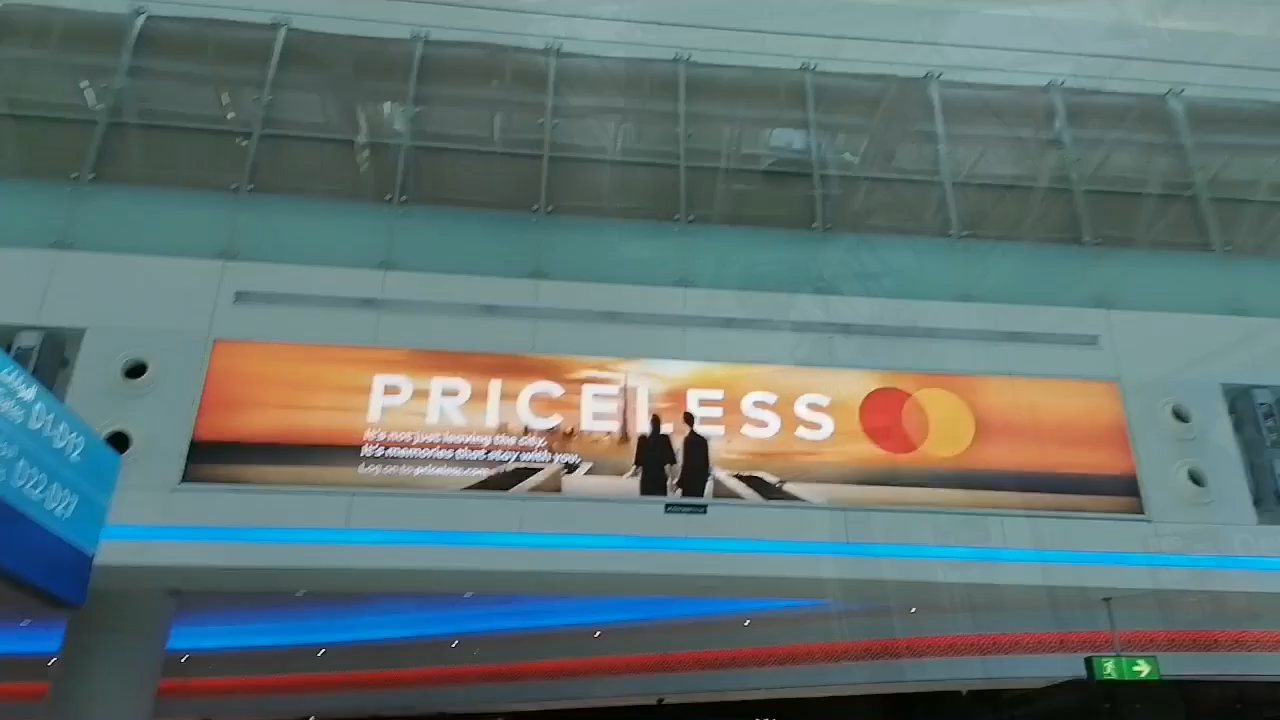 PRICELESS
It's not just leaving the city.
It's memories that stay with you.
Log on to priceless.com
D1-D12
D22-D21